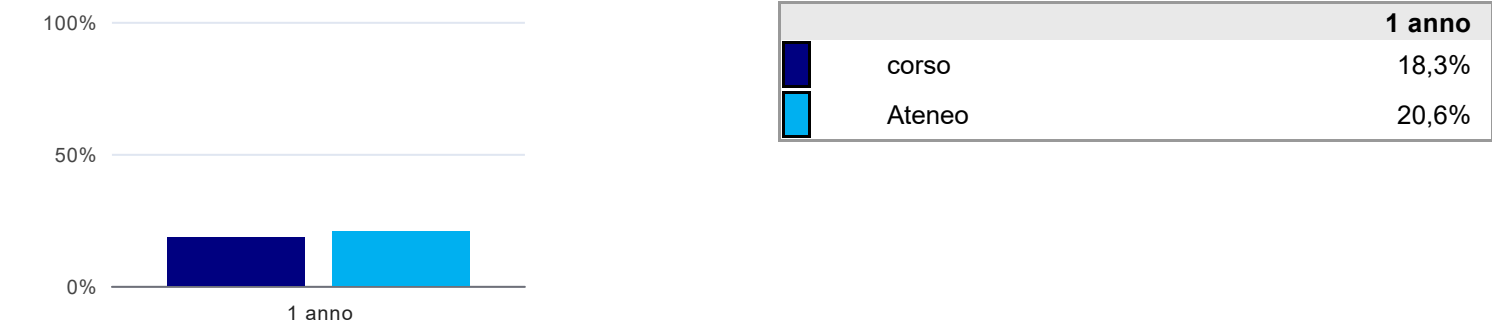 100%
50%
0%
1 anno
1 anno
corso 18,3%
Ateneo 20,6%